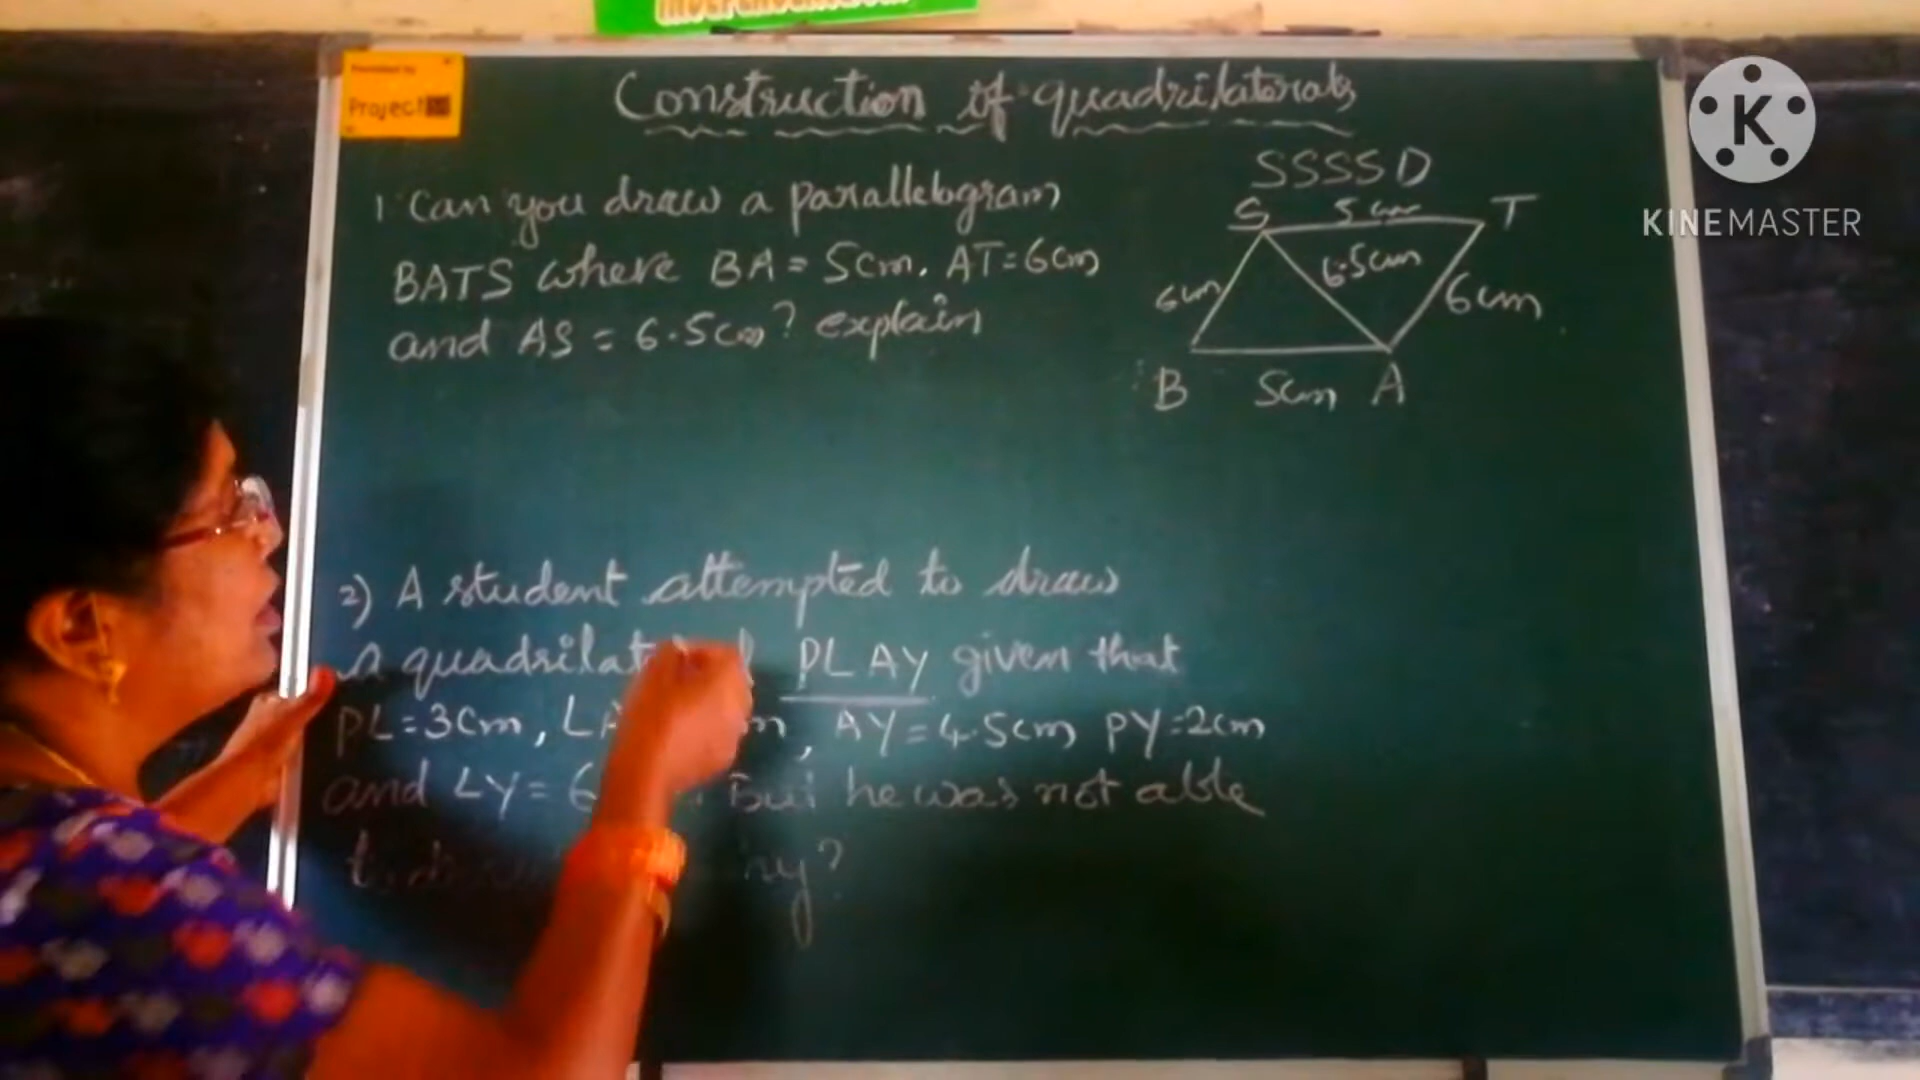 Construction of quadrilaterals
1. Can you draw a parallelogram
BATS where BA = 5cm, AT=6cm
and AS = 6.5cm? explain
SSSSD
S 5cm T
6.5cm
6cm 6cm
B 5cm A
2) A student attempted to draw
a PLAY given that
PL=3cm, AY=4.5cm PY=2cm
and LY= But he was not able
Project
K
KINEMASTER